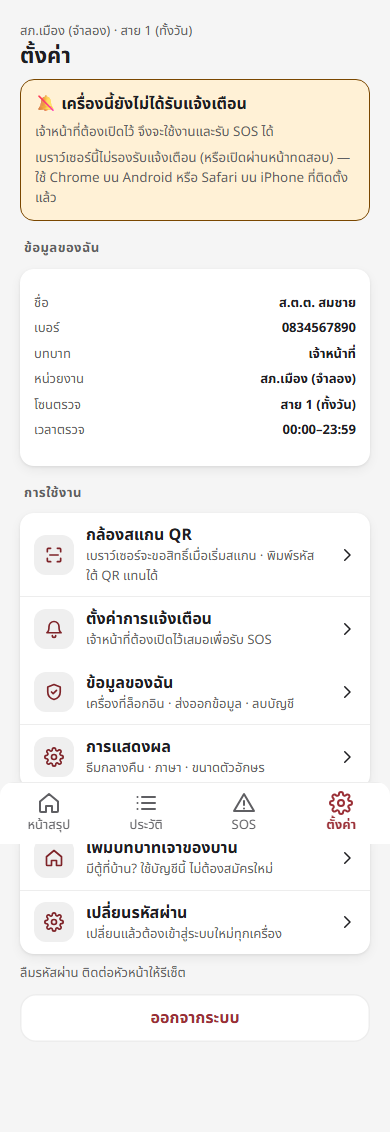 สภ.เมือง (จำลอง) · สาย 1 (ทั้งวัน)
ตั้งค่า
เครื่องนี้ยังไม่ได้รับแจ้งเตือน
เจ้าหน้าที่ต้องเปิดไว้ จึงจะใช้งานและรับ SOS ได้
เบราว์เซอร์นี้ไม่รองรับแจ้งเตือน (หรือเปิดผ่านหน้าทดสอบ) —
ใช้ Chrome บน Android หรือ Safari บน iPhone ที่ติดตั้ง
แล้ว
ข้อมูลของฉัน
ชื่อ ส.ต.ต. สมชาย
เบอร์ 0834567890
บทบาท เจ้าหน้าที่
หน่วยงาน สภ.เมือง (จำลอง)
โซนตรวจ สาย 1 (ทั้งวัน)
เวลาตรวจ 00:00–23:59
การใช้งาน
กล้องสแกน QR
เบราว์เซอร์จะขอสิทธิ์เมื่อเริ่มสแกน · พิมพ์รหัส
ใต้ QR แทนได้
ตั้งค่าการแจ้งเตือน
เจ้าหน้าที่ต้องเปิดไว้เสมอเพื่อรับ SOS
ข้อมูลของฉัน
เครื่องที่ล็อกอิน · ส่งออกข้อมูล · ลบบัญชี
การแสดงผล
ธีมกลางคืน · ภาษา · ขนาดตัวอักษร
หน้าสรุป ประวัติ SOS ตั้งค่า
เพิ่มบทบาทเจ้าของบ้าน
มีตู้ที่บ้าน? ใช้บัญชีนี้ ไม่ต้องสมัครใหม่
เปลี่ยนรหัสผ่าน
เปลี่ยนแล้วต้องเข้าสู่ระบบใหม่ทุกเครื่อง
ลืมรหัสผ่าน ติดต่อหัวหน้าให้รีเซ็ต
ออกจากระบบ